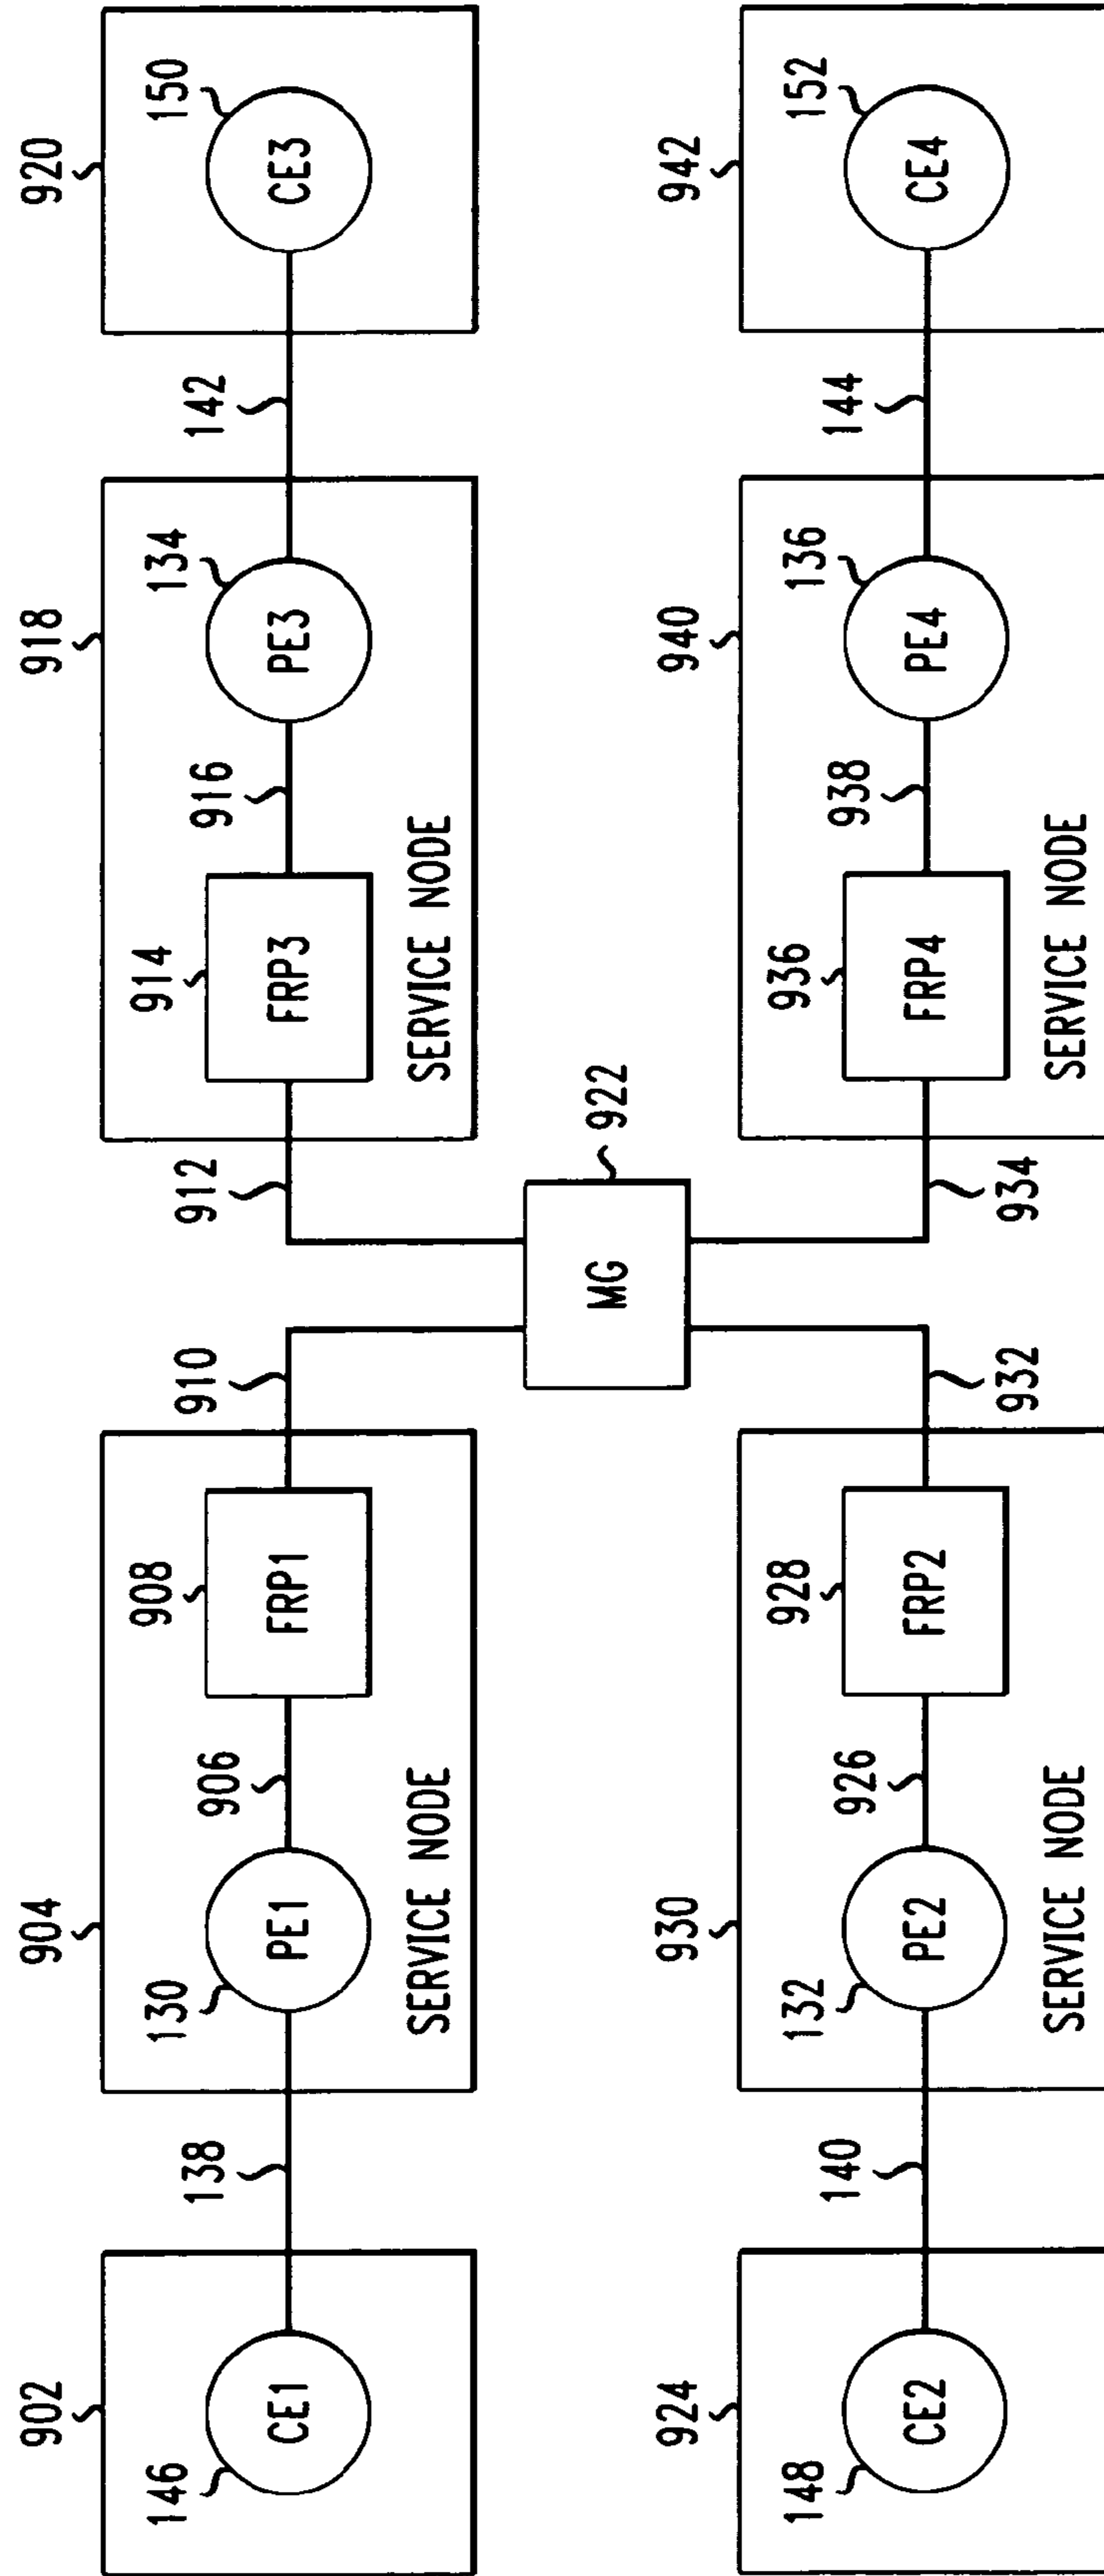 902
904
918
920
146
138
130
906
908
910
912
914
916
134
142
150
CE1
PE1
FRP1
FRP3
PE3
CE3
SERVICE NODE
SERVICE NODE
MG
922
924
930
940
942
148
140
132
926
928
936
938
136
144
152
CE2
PE2
FRP2
FRP4
PE4
CE4
932
934
SERVICE NODE
SERVICE NODE